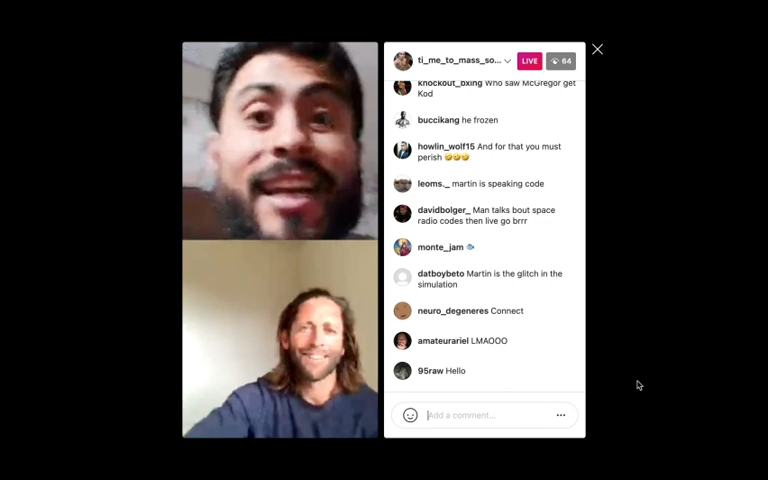 ti_me_to_mass_so...
LIVE
64
knockout_bxing Who saw McGregor get
Kod
buccikang he frozen
howlin_wolf15 And for that you must
perish 🤣🤣🤣
leoms._ martin is speaking code
davidbolger_ Man talks bout space
radio codes then live go brrr
monte_jam 🐟
datboybeto Martin is the glitch in the
simulation
neuro_degeneres Connect
amateurariel LMAOOO
95raw Hello
Add a comment...